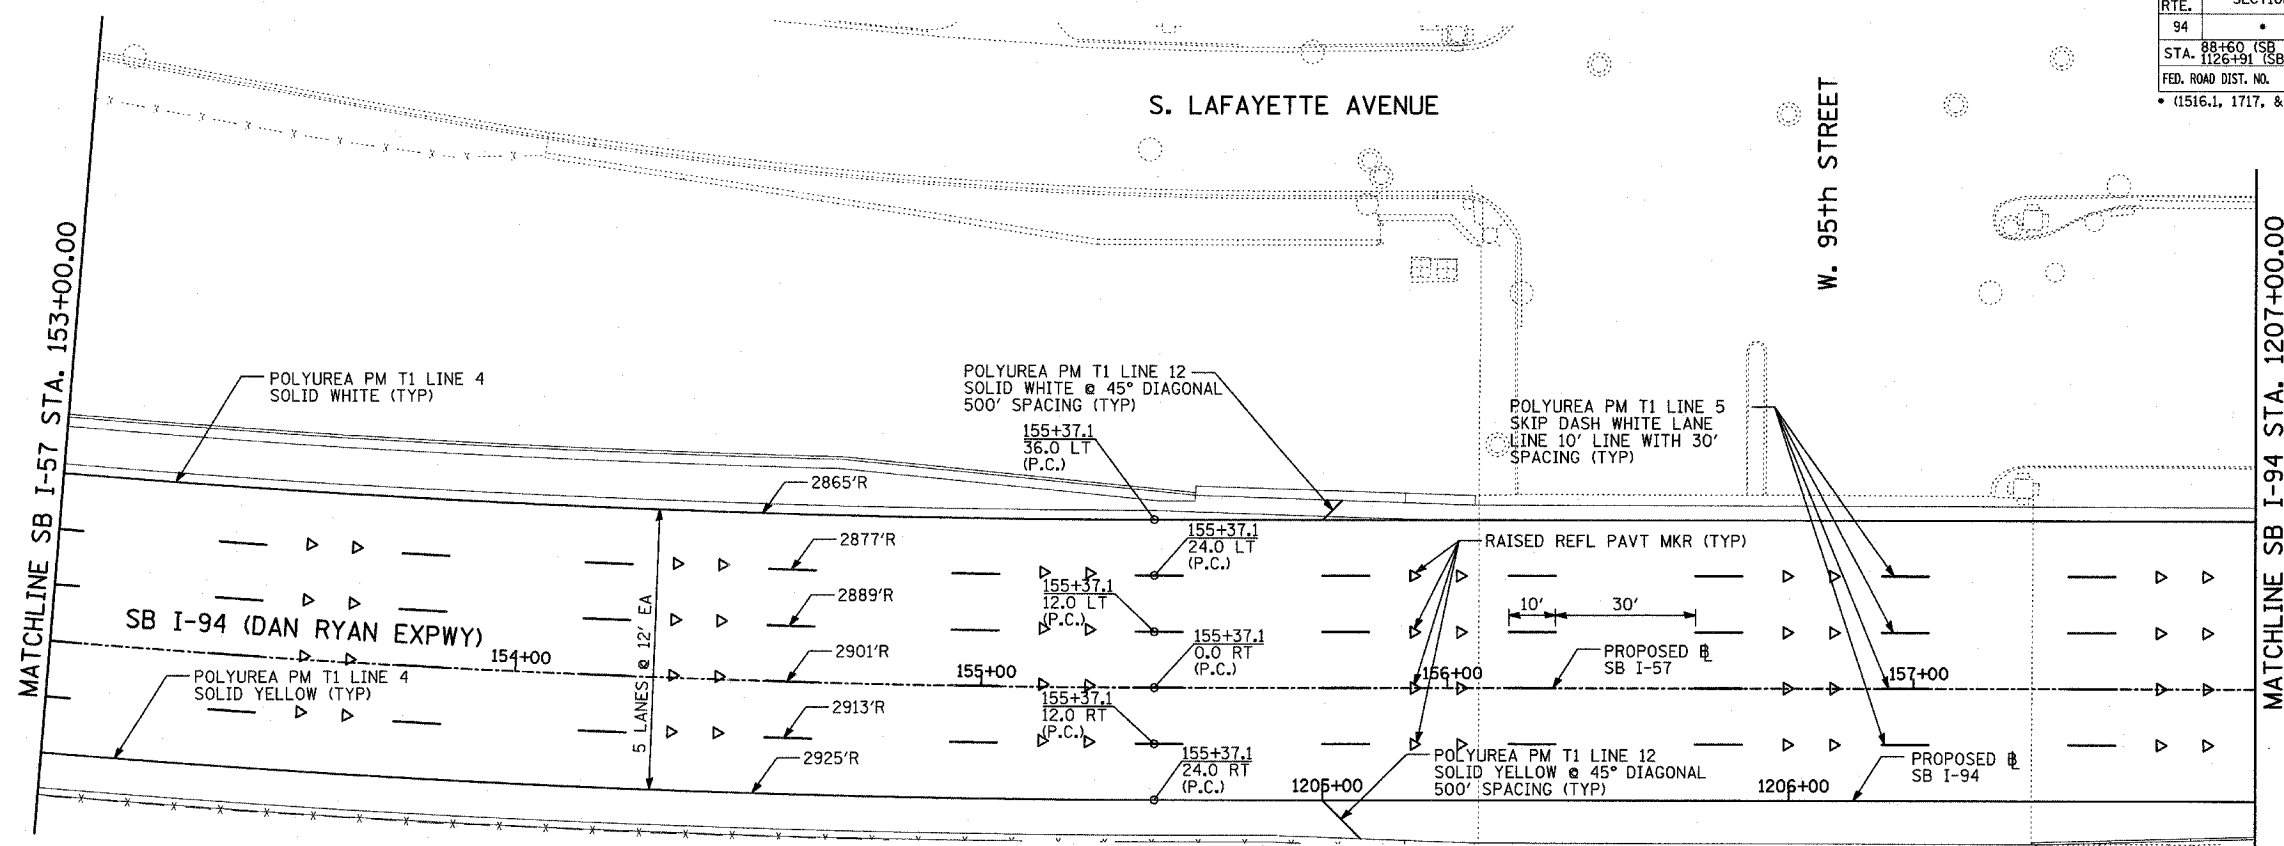 RTE.
94 •
STA. 88+60 (SB
1126+91 (SB
FED. ROAD DIST. NO.
• (1516.1, 1717, &
S. LAFAYETTE AVENUE
W. 95th STREET
MATCHLINE SB I-57 STA. 153+00.00
MATCHLINE SB I-94 STA. 1207+00.00
POLYUREA PM T1 LINE 4
SOLID WHITE (TYP)
POLYUREA PM T1 LINE 12
SOLID WHITE @ 45° DIAGONAL
500' SPACING (TYP)
155+37.1
36.0 LT
(P.C.)
POLYUREA PM T1 LINE 5
SKIP DASH WHITE LANE
LINE 10' LINE WITH 30'
SPACING (TYP)
2865'R
2877'R
2889'R
2901'R
2913'R
2925'R
5 LANES @ 12' EA
155+37.1
24.0 LT
(P.C.)
155+37.1
12.0 LT
(P.C.)
155+37.1
0.0 RT
(P.C.)
155+37.1
12.0 RT
(P.C.)
155+37.1
24.0 RT
(P.C.)
RAISED REFL PAVT MKR (TYP)
10'
30'
SB I-94 (DAN RYAN EXPWY)
154+00
155+00
156+00
157+00
PROPOSED ℄
SB I-57
POLYUREA PM T1 LINE 4
SOLID YELLOW (TYP)
POLYUREA PM T1 LINE 12
SOLID YELLOW @ 45° DIAGONAL
500' SPACING (TYP)
1205+00
1206+00
PROPOSED ℄
SB I-94